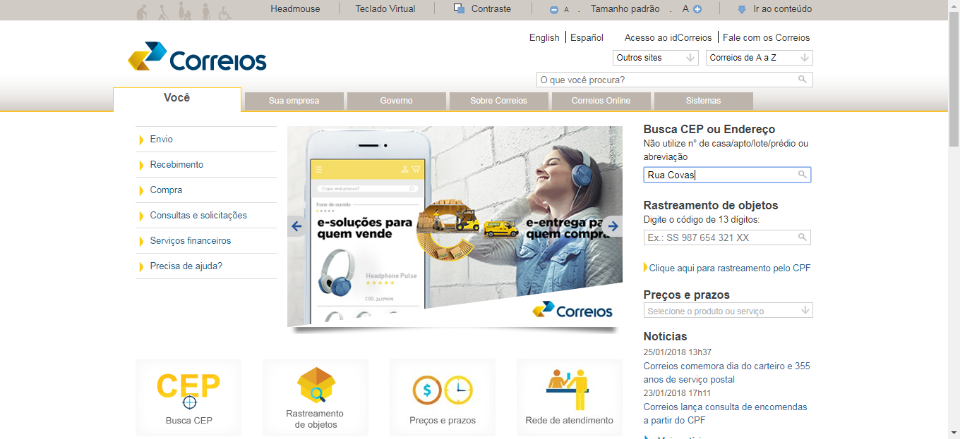 Headmouse
Teclado Virtual
Contraste
A . Tamanho padrão . A
Ir ao conteúdo
English | Español
Acesso ao idCorreios | Fale com os Correios
Outros sites
Correios de A a Z
Correios
O que você procura?
Você
Sua empresa
Governo
Sobre Correios
Correios Online
Sistemas
Envio
Recebimento
Compra
Consultas e solicitações
Serviços financeiros
Precisa de ajuda?
e-soluções para
quem vende
e-entrega pa
quem compr
Headphone Pulse
Correios
Busca CEP ou Endereço
Não utilize n° de casa/apto/lote/prédio ou
abreviação
Rua Covas
Rastreamento de objetos
Digite o código de 13 dígitos:
Ex.: SS 987 654 321 XX
Clique aqui para rastreamento pelo CPF
Preços e prazos
Selecione o produto ou serviço
Notícias
25/01/2018 13h37
Correios comemora dia do carteiro e 355
anos de serviço postal
23/01/2018 17h11
Correios lança consulta de encomendas
a partir do CPF
CEP
Busca CEP
Rastreamento
de objetos
$
Preços e prazos
Rede de atendimento